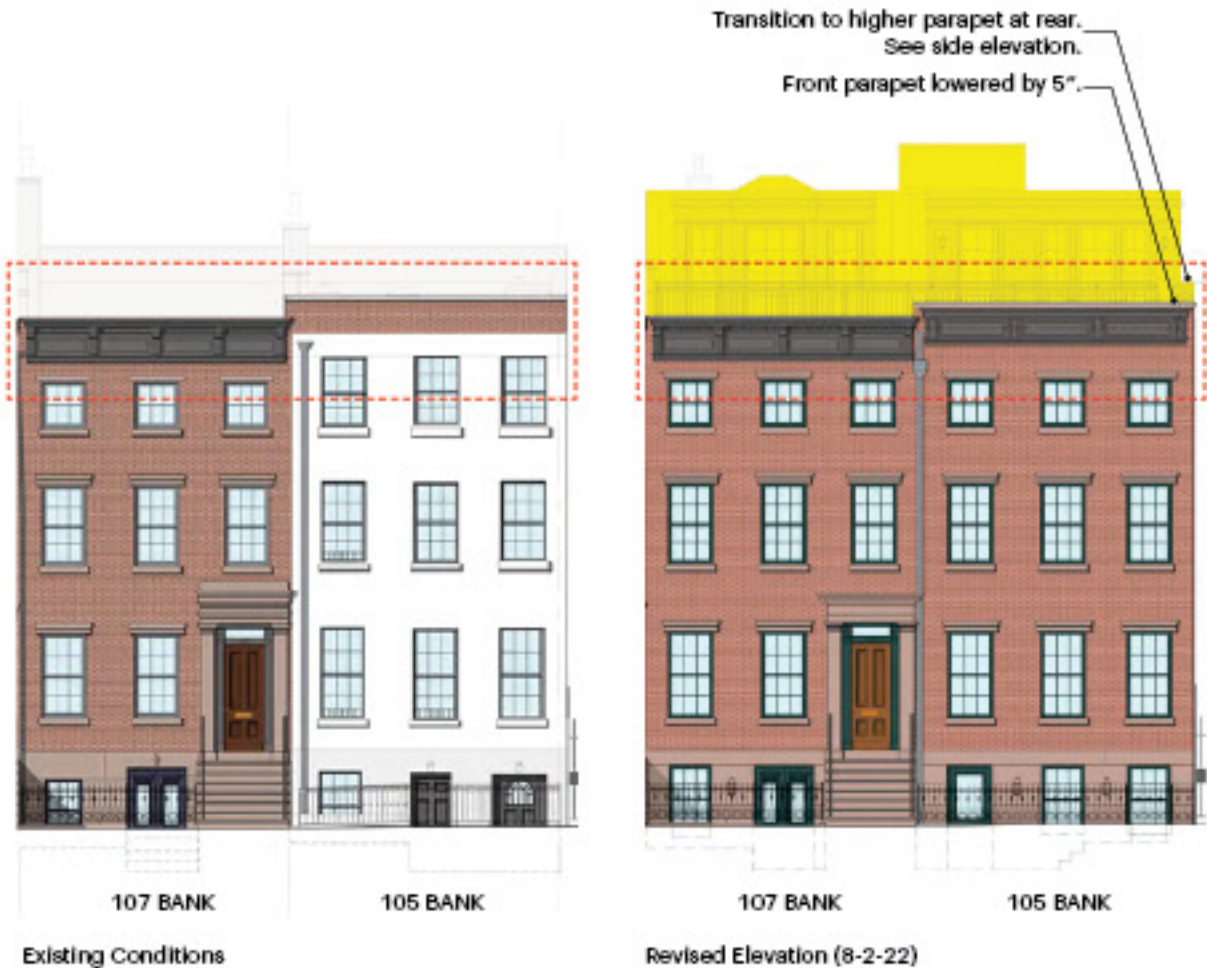 Transition to higher parapet at rear.
See side elevation.
Front parapet lowered by 5".
107 BANK
105 BANK
107 BANK
105 BANK
Existing Conditions
Revised Elevation (8-2-22)